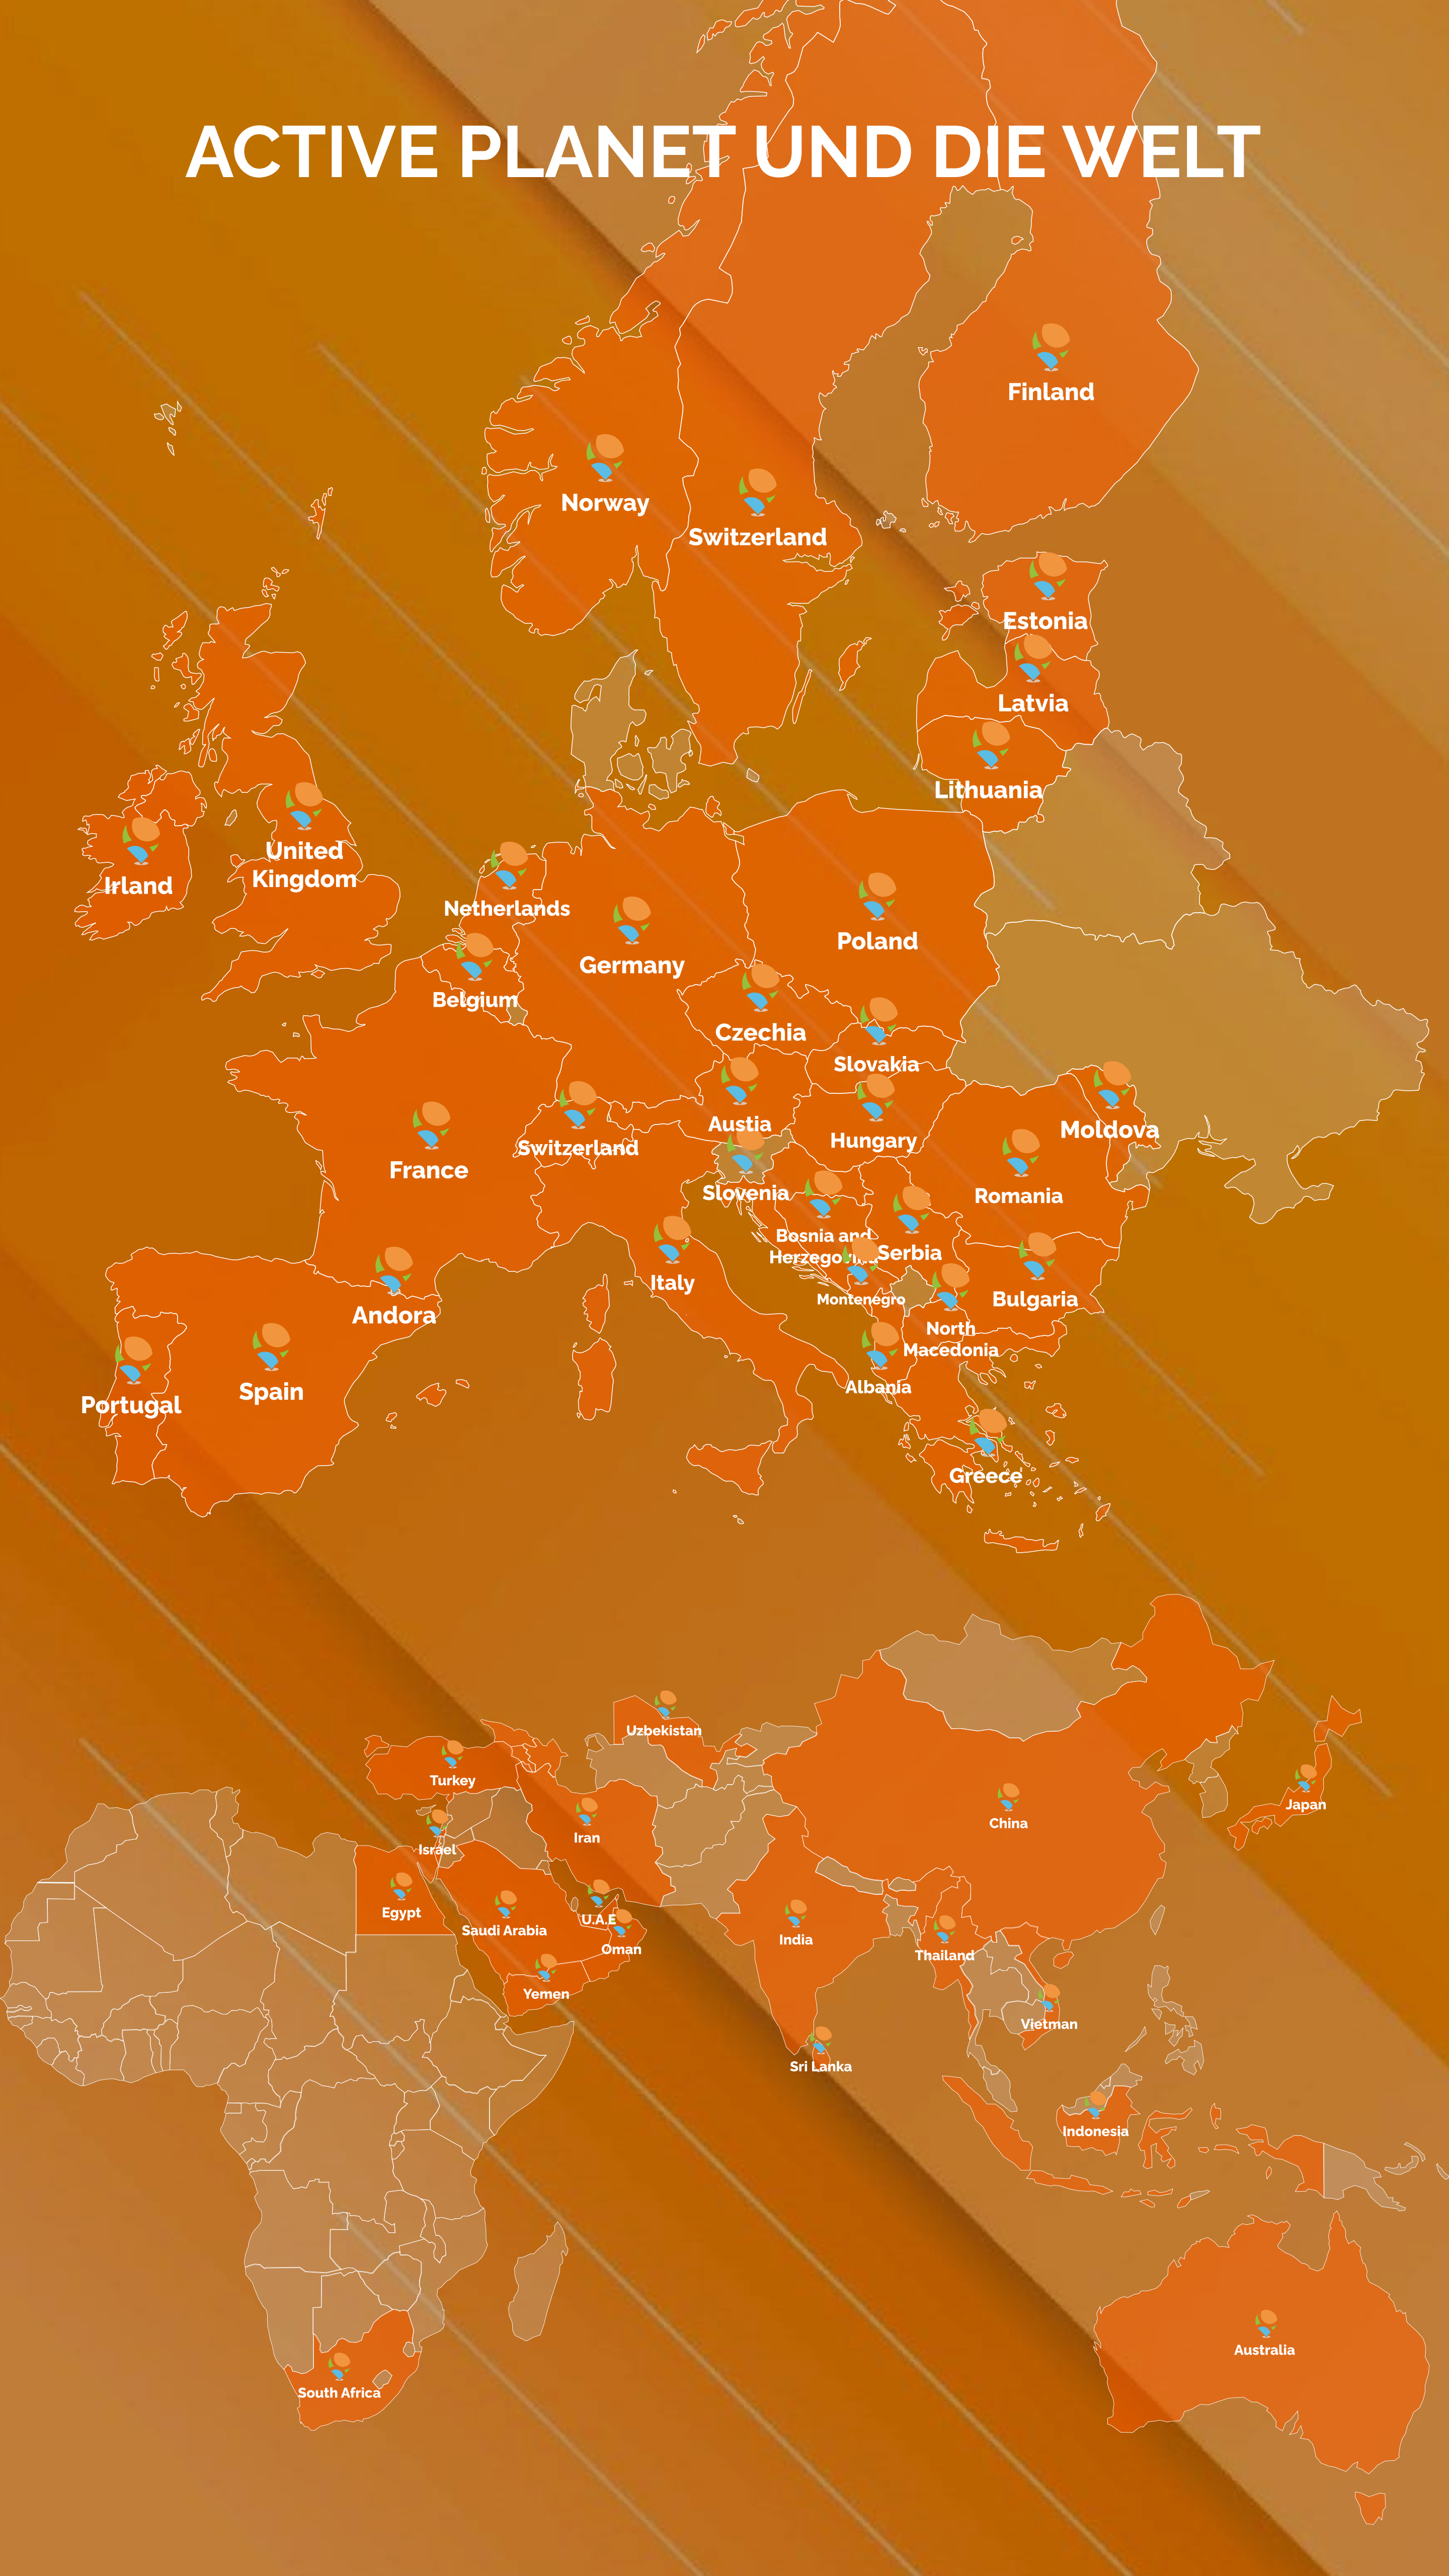 ACTIVE PLANET UND DIE WELT
Finland
Norway
Switzerland
Estonia
Latvia
Lithuania
United
Kingdom
Irland
Netherlands
Germany
Poland
Belgium
Czechia
Slovakia
Austia
Hungary
Moldova
Switzerland
France
Slovenia
Romania
Bosnia and
Serbia
Italy
Montenegro
Bulgaria
Andora
North
Macedonia
Albania
Spain
Portugal
Greece
Uzbekistan
Turkey
Japan
China
Iran
Israel
Egypt
Saudi Arabia
U.A.E
Oman
India
Thailand
Yemen
Vietman
Sri Lanka
Indonesia
Australia
South Africa